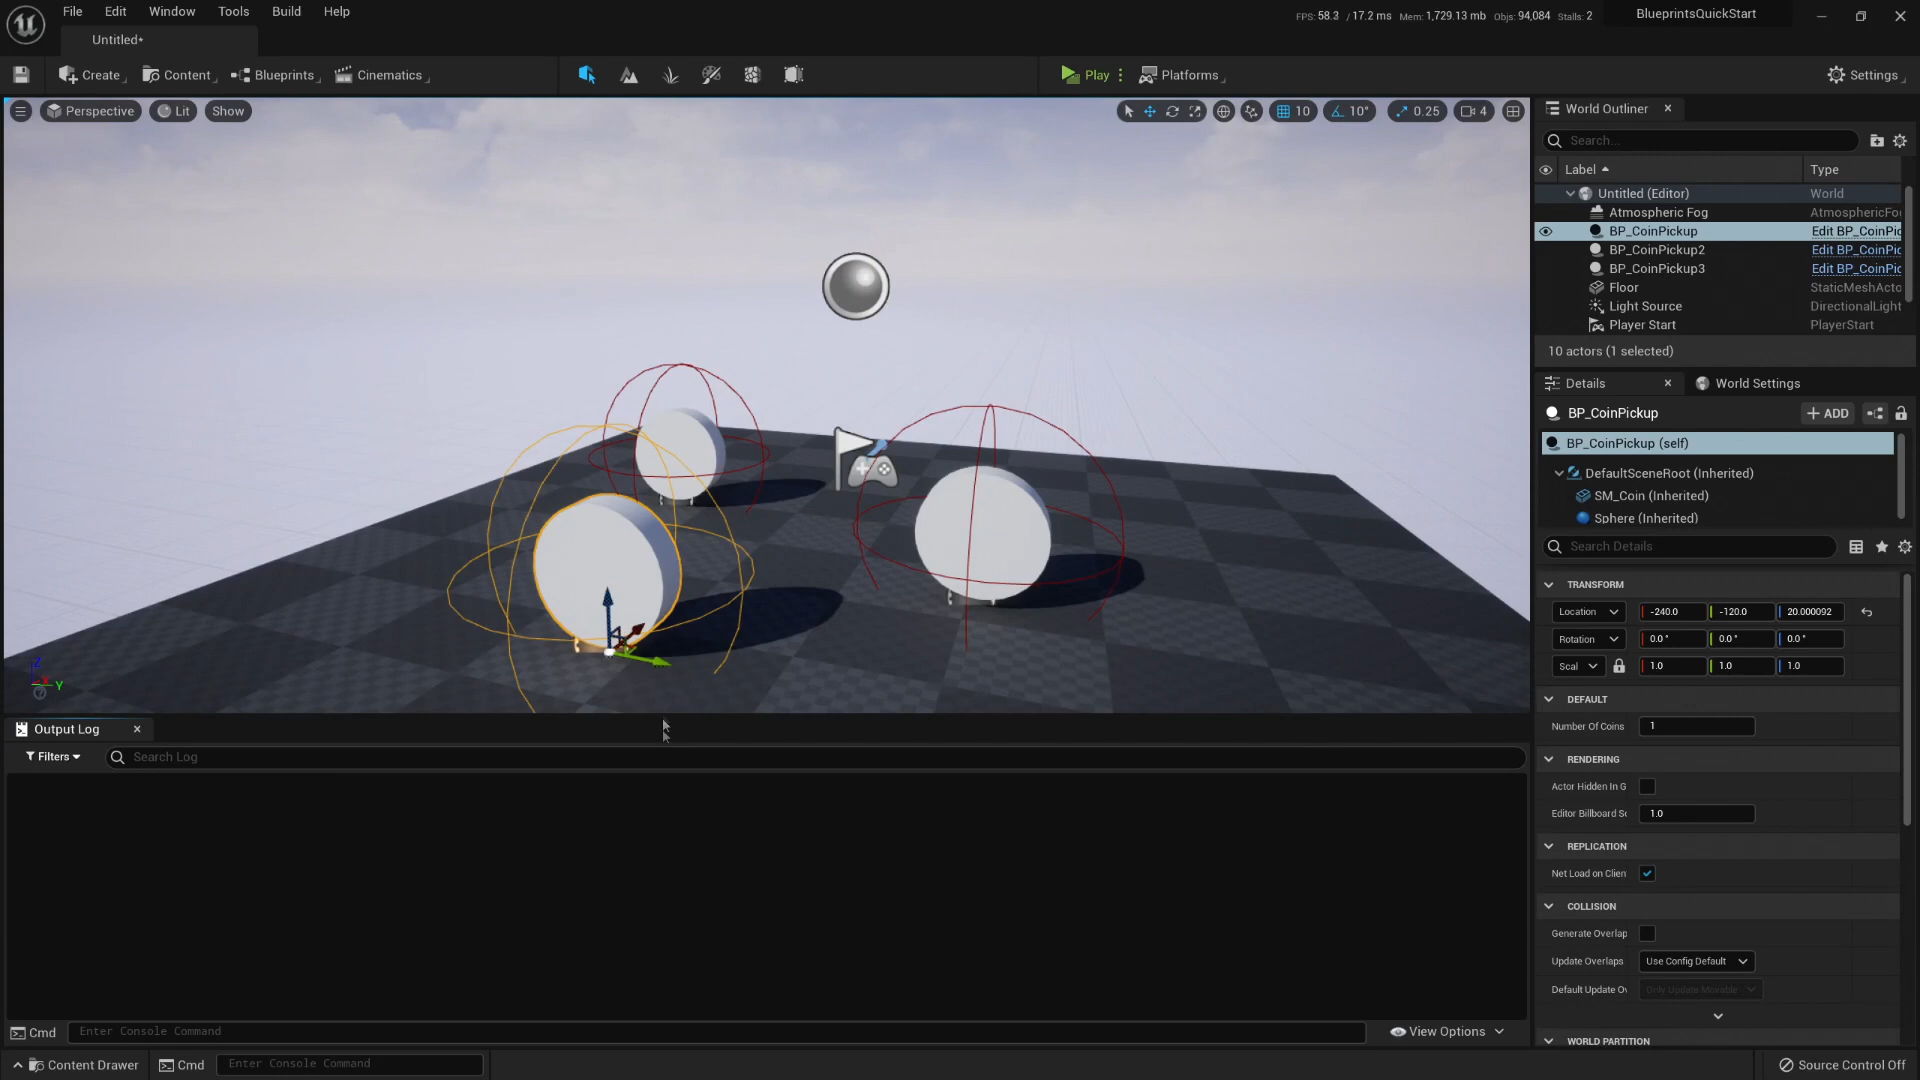 File Edit Window Tools Build Help
FPS: 58.3 / 17.2 ms Mem: 1,729.13 mb Objs: 94,084 Stalls: 2 BlueprintsQuickStart
Untitled*
Create Content Blueprints Cinematics Play Platforms Settings
Perspective Lit Show 10 10° 0.25 4
World Outliner
Search...
Label Type
Untitled (Editor) World
Atmospheric Fog AtmosphericFo
BP_CoinPickup Edit BP_CoinPic
BP_CoinPickup2 Edit BP_CoinPic
BP_CoinPickup3 Edit BP_CoinPic
Floor StaticMeshActo
Light Source DirectionalLight
Player Start PlayerStart
10 actors (1 selected)
Details World Settings
BP_CoinPickup ADD
BP_CoinPickup (self)
DefaultSceneRoot (Inherited)
SM_Coin (Inherited)
Sphere (Inherited)
Search Details
TRANSFORM
Location -240.0 -120.0 20.000092
Rotation 0.0 ° 0.0 ° 0.0 °
Scal 1.0 1.0 1.0
DEFAULT
Number Of Coins 1
RENDERING
Actor Hidden In G
Editor Billboard Sc 1.0
REPLICATION
Net Load on Clien
COLLISION
Generate Overlap
Update Overlaps Use Config Default
Default Update Ov Only Update Movable
WORLD PARTITION
Z
X Y
Output Log
Filters Search Log
Cmd Enter Console Command View Options
Content Drawer Cmd Enter Console Command Source Control Off